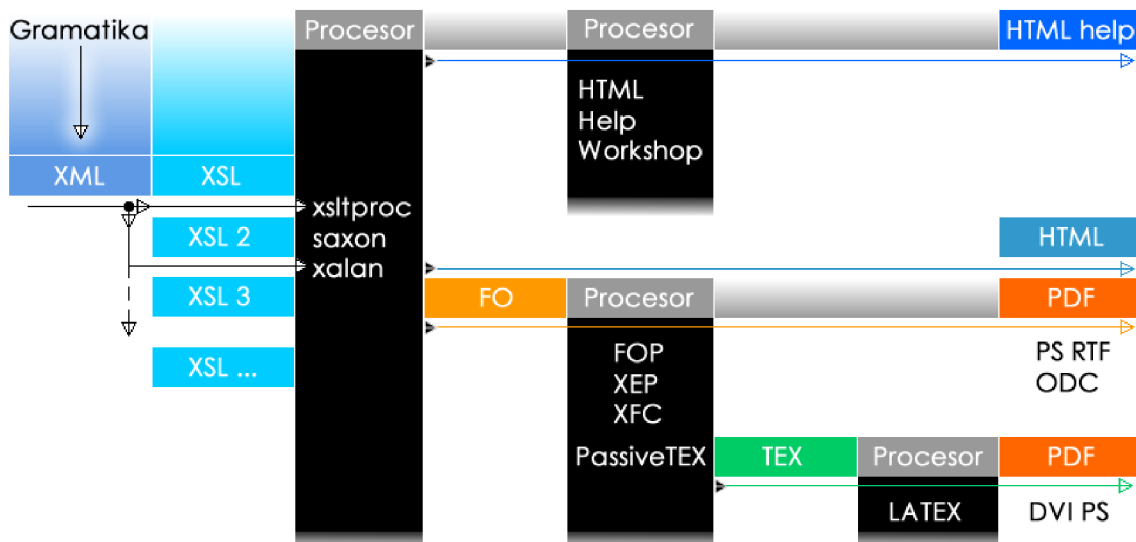 Gramatika
Procesor
Procesor
HTML help
HTML
Help
Workshop
XML
XSL
xsltproc
saxon
xalan
XSL 2
HTML
XSL 3
FO
Procesor
PDF
XSL ...
FOP
XEP
XFC
PS RTF
ODC
PassiveTEX
TEX
Procesor
PDF
LATEX
DVI PS